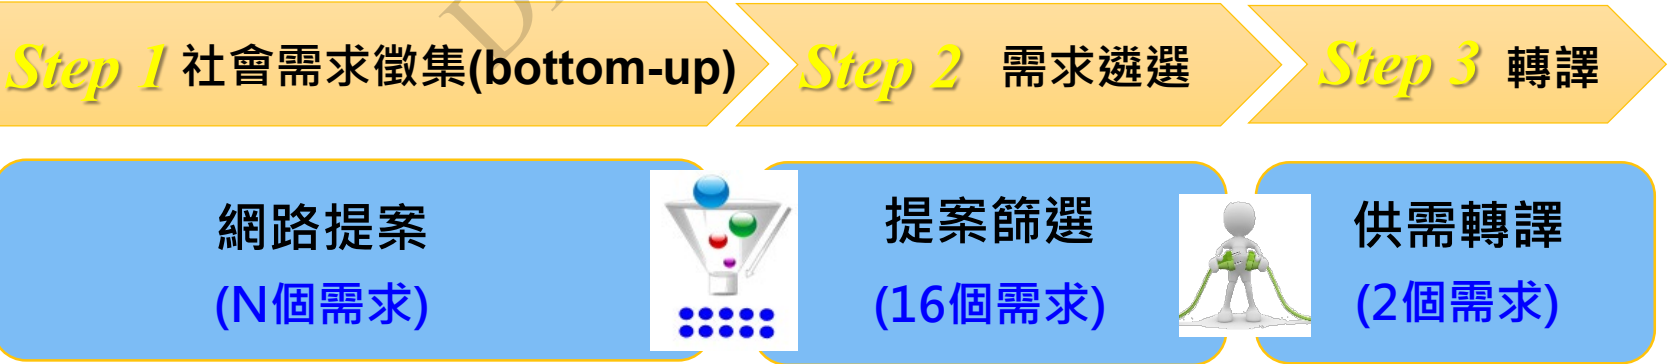 Step 1 社會需求徵集(bottom-up)
Step 2 需求遴選
Step 3 轉譯
網路提案
(N個需求)
提案篩選
(16個需求)
供需轉譯
(2個需求)